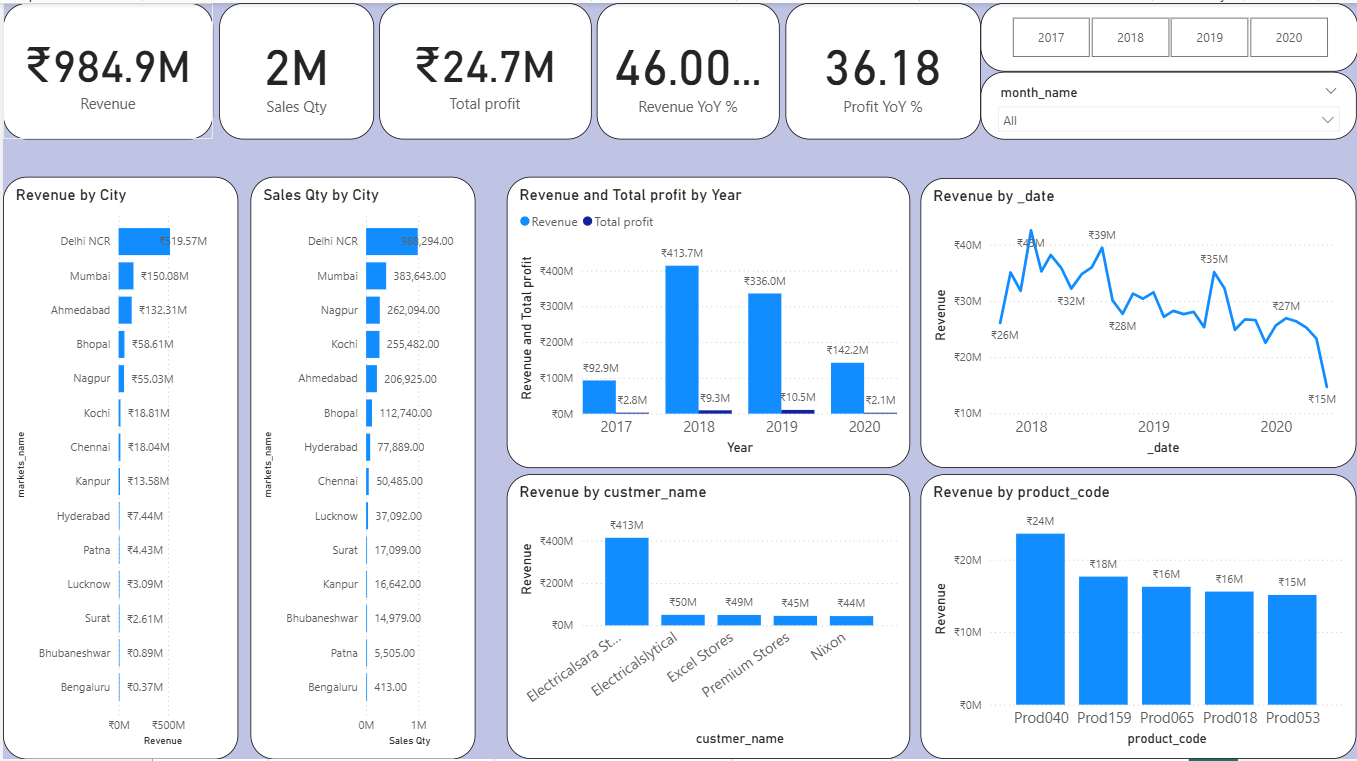 ₹984.9M
Revenue
2M
Sales Qty
₹24.7M
Total profit
46.00...
Revenue YoY %
36.18
Profit YoY %
2017 2018 2019 2020
month_name
All
Revenue by City
markets_name
Delhi NCR ₹519.57M
Mumbai ₹150.08M
Ahmedabad ₹132.31M
Bhopal ₹58.61M
Nagpur ₹55.03M
Kochi ₹18.81M
Chennai ₹18.04M
Kanpur ₹13.58M
Hyderabad ₹7.44M
Patna ₹4.43M
Lucknow ₹3.09M
Surat ₹2.61M
Bhubaneshwar ₹0.89M
Bengaluru ₹0.37M
₹0M ₹500M
Revenue
Sales Qty by City
markets_name
Delhi NCR 988,294.00
Mumbai 383,643.00
Nagpur 262,094.00
Kochi 255,482.00
Ahmedabad 206,925.00
Bhopal 112,740.00
Hyderabad 77,889.00
Chennai 50,485.00
Lucknow 37,092.00
Surat 17,099.00
Kanpur 16,642.00
Bhubaneshwar 14,979.00
Patna 5,505.00
Bengaluru 413.00
0M 1M
Sales Qty
Revenue and Total profit by Year
Revenue Total profit
Revenue and Total profit
₹400M
₹300M
₹200M
₹100M
₹0M
₹92.9M
₹2.8M
₹413.7M
₹9.3M
₹336.0M
₹10.5M
₹142.2M
₹2.1M
2017 2018 2019 2020
Year
Revenue by _date
Revenue
₹40M
₹30M
₹20M
₹10M
₹26M
₹43M
₹32M
₹39M
₹28M
₹35M
₹27M
₹15M
2018 2019 2020
_date
Revenue by custmer_name
Revenue
₹400M
₹200M
₹0M
₹413M
₹50M
₹49M
₹45M
₹44M
Electricalsara St...
Electricalslytical
Excel Stores
Premium Stores
Nixon
custmer_name
Revenue by product_code
Revenue
₹20M
₹10M
₹0M
₹24M
₹18M
₹16M
₹16M
₹15M
Prod040 Prod159 Prod065 Prod018 Prod053
product_code